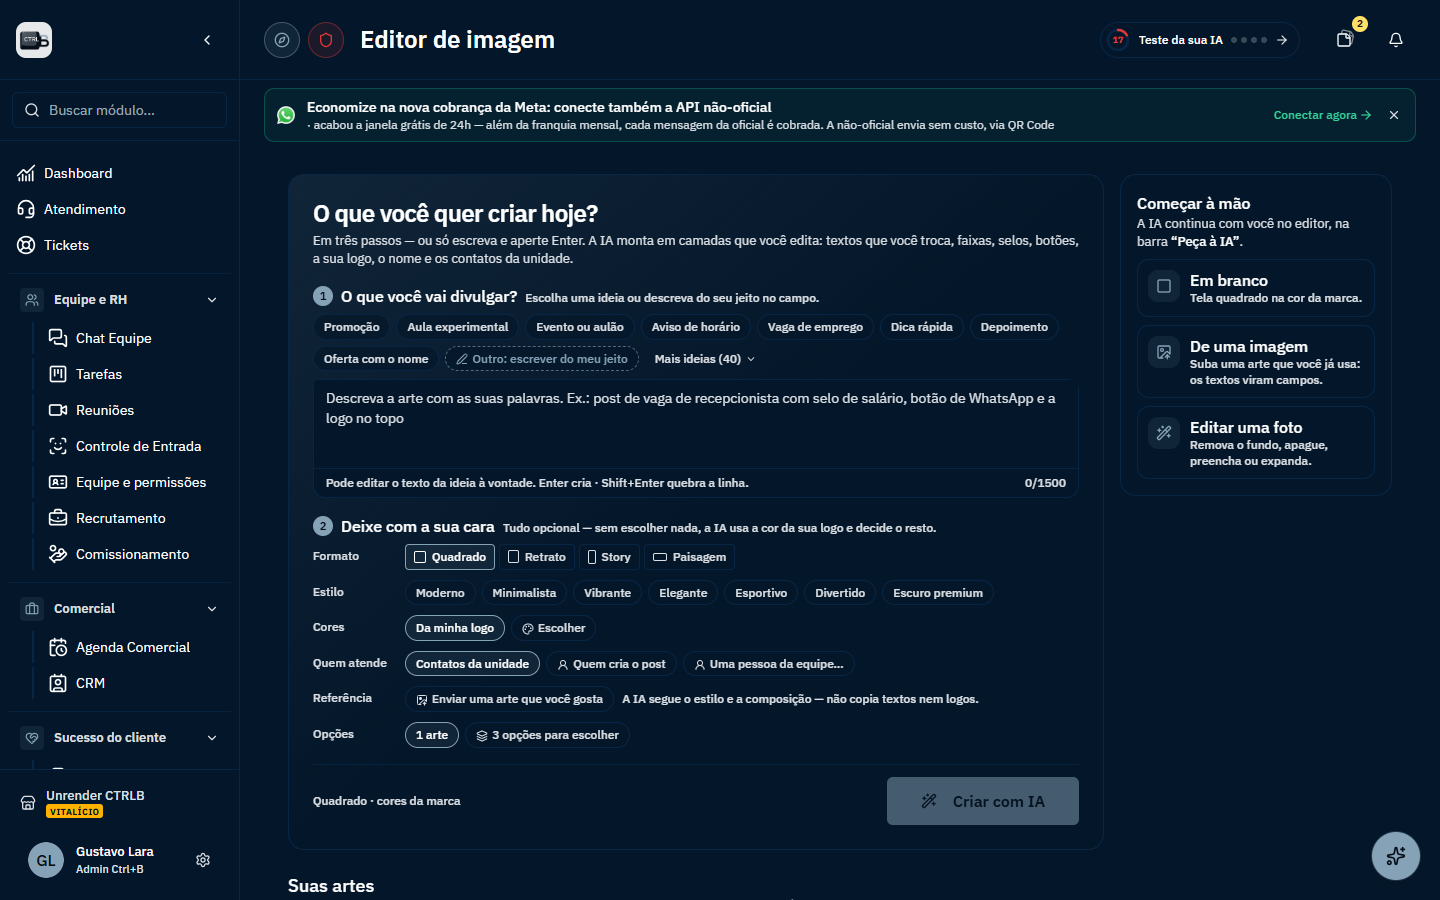 CTRL B
Editor de imagem
17
Teste da sua IA
2
Buscar módulo...
Economize na nova cobrança da Meta: conecte também a API não-oficial
· acabou a janela grátis de 24h — além da franquia mensal, cada mensagem da oficial é cobrada. A não-oficial envia sem custo, via QR Code
Conectar agora
Dashboard
Atendimento
Tickets
Equipe e RH
Chat Equipe
Tarefas
Reuniões
Controle de Entrada
Equipe e permissões
Recrutamento
Comissionamento
Comercial
Agenda Comercial
CRM
Sucesso do cliente
Unrender CTRLB
VITALÍCIO
GL
Gustavo Lara
Admin Ctrl+B
O que você quer criar hoje?
Em três passos — ou só escreva e aperte Enter. A IA monta em camadas que você edita: textos que você troca, faixas, selos, botões,
a sua logo, o nome e os contatos da unidade.
1 O que você vai divulgar? Escolha uma ideia ou descreva do seu jeito no campo.
Promoção Aula experimental Evento ou aulão Aviso de horário Vaga de emprego Dica rápida Depoimento
Oferta com o nome Outro: escrever do meu jeito Mais ideias (40)
Descreva a arte com as suas palavras. Ex.: post de vaga de recepcionista com selo de salário, botão de WhatsApp e a
logo no topo
Pode editar o texto da ideia à vontade. Enter cria · Shift+Enter quebra a linha. 0/1500
2 Deixe com a sua cara Tudo opcional — sem escolher nada, a IA usa a cor da sua logo e decide o resto.
Formato Quadrado Retrato Story Paisagem
Estilo Moderno Minimalista Vibrante Elegante Esportivo Divertido Escuro premium
Cores Da minha logo Escolher
Quem atende Contatos da unidade Quem cria o post Uma pessoa da equipe...
Referência Enviar uma arte que você gosta A IA segue o estilo e a composição — não copia textos nem logos.
Opções 1 arte 3 opções para escolher
Quadrado · cores da marca Criar com IA
Suas artes
Começar à mão
A IA continua com você no editor, na
barra “Peça à IA”.
Em branco
Tela quadrada na cor da marca.
De uma imagem
Suba uma arte que você já usa:
os textos viram campos.
Editar uma foto
Remova o fundo, apague,
preencha ou expanda.